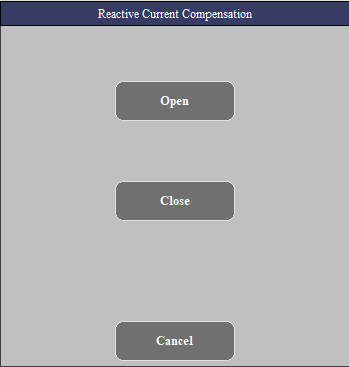 Reactive Current Compensation
Open
Close
Cancel